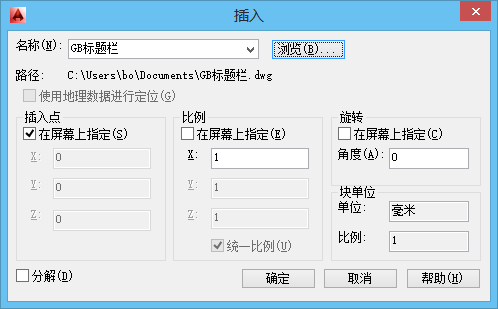 插入
名称(N): GB标题栏 浏览(B)...
路径: C:\Users\bo\Documents\GB标题栏.dwg
使用地理数据进行定位(G)
插入点
在屏幕上指定(S)
X: 0
Y: 0
Z: 0
比例
在屏幕上指定(E)
X: 1
Y: 1
Z: 1
统一比例(U)
旋转
在屏幕上指定(C)
角度(A): 0
块单位
单位: 毫米
比例: 1
分解(D)
确定 取消 帮助(H)